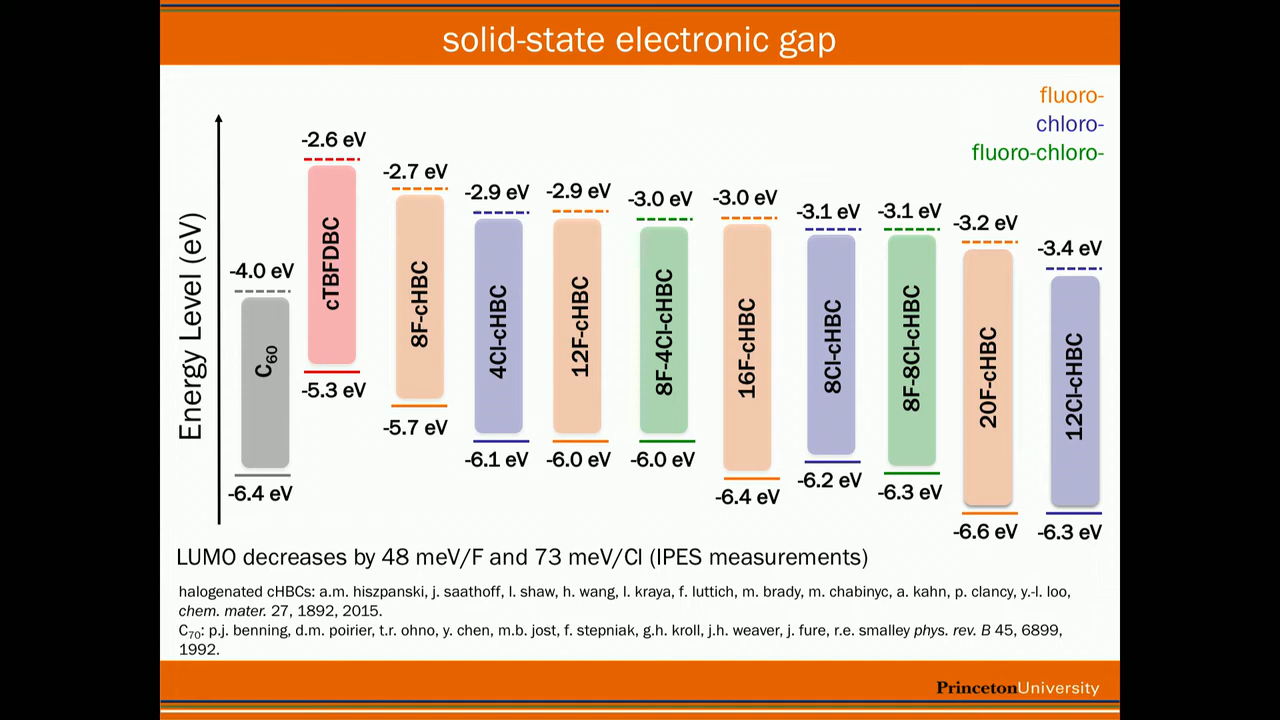 solid-state electronic gap
fluoro-
chloro-
fluoro-chloro-
Energy Level (eV)
-4.0 eV
C60
-6.4 eV
-2.6 eV
cTBFDBC
-5.3 eV
-2.7 eV
8F-cHBC
-5.7 eV
-2.9 eV
4Cl-cHBC
-6.1 eV
-2.9 eV
12F-cHBC
-6.0 eV
-3.0 eV
8F-4Cl-cHBC
-6.0 eV
-3.0 eV
16F-cHBC
-6.4 eV
-3.1 eV
8Cl-cHBC
-6.2 eV
-3.1 eV
8F-8Cl-cHBC
-6.3 eV
-3.2 eV
20F-cHBC
-6.6 eV
-3.4 eV
12Cl-cHBC
-6.3 eV
LUMO decreases by 48 meV/F and 73 meV/Cl (IPES measurements)
halogenated cHBCs: a.m. hiszpanski, j. saathoff, l. shaw, h. wang, l. kraya, f. luttich, m. brady, m. chabinyc, a. kahn, p. clancy, y.-l. loo,
chem. mater. 27, 1892, 2015.
C70: p.j. benning, d.m. poirier, t.r. ohno, y. chen, m.b. jost, f. stepniak, g.h. kroll, j.h. weaver, j. fure, r.e. smalley phys. rev. B 45, 6899,
1992.
PrincetonUniversity